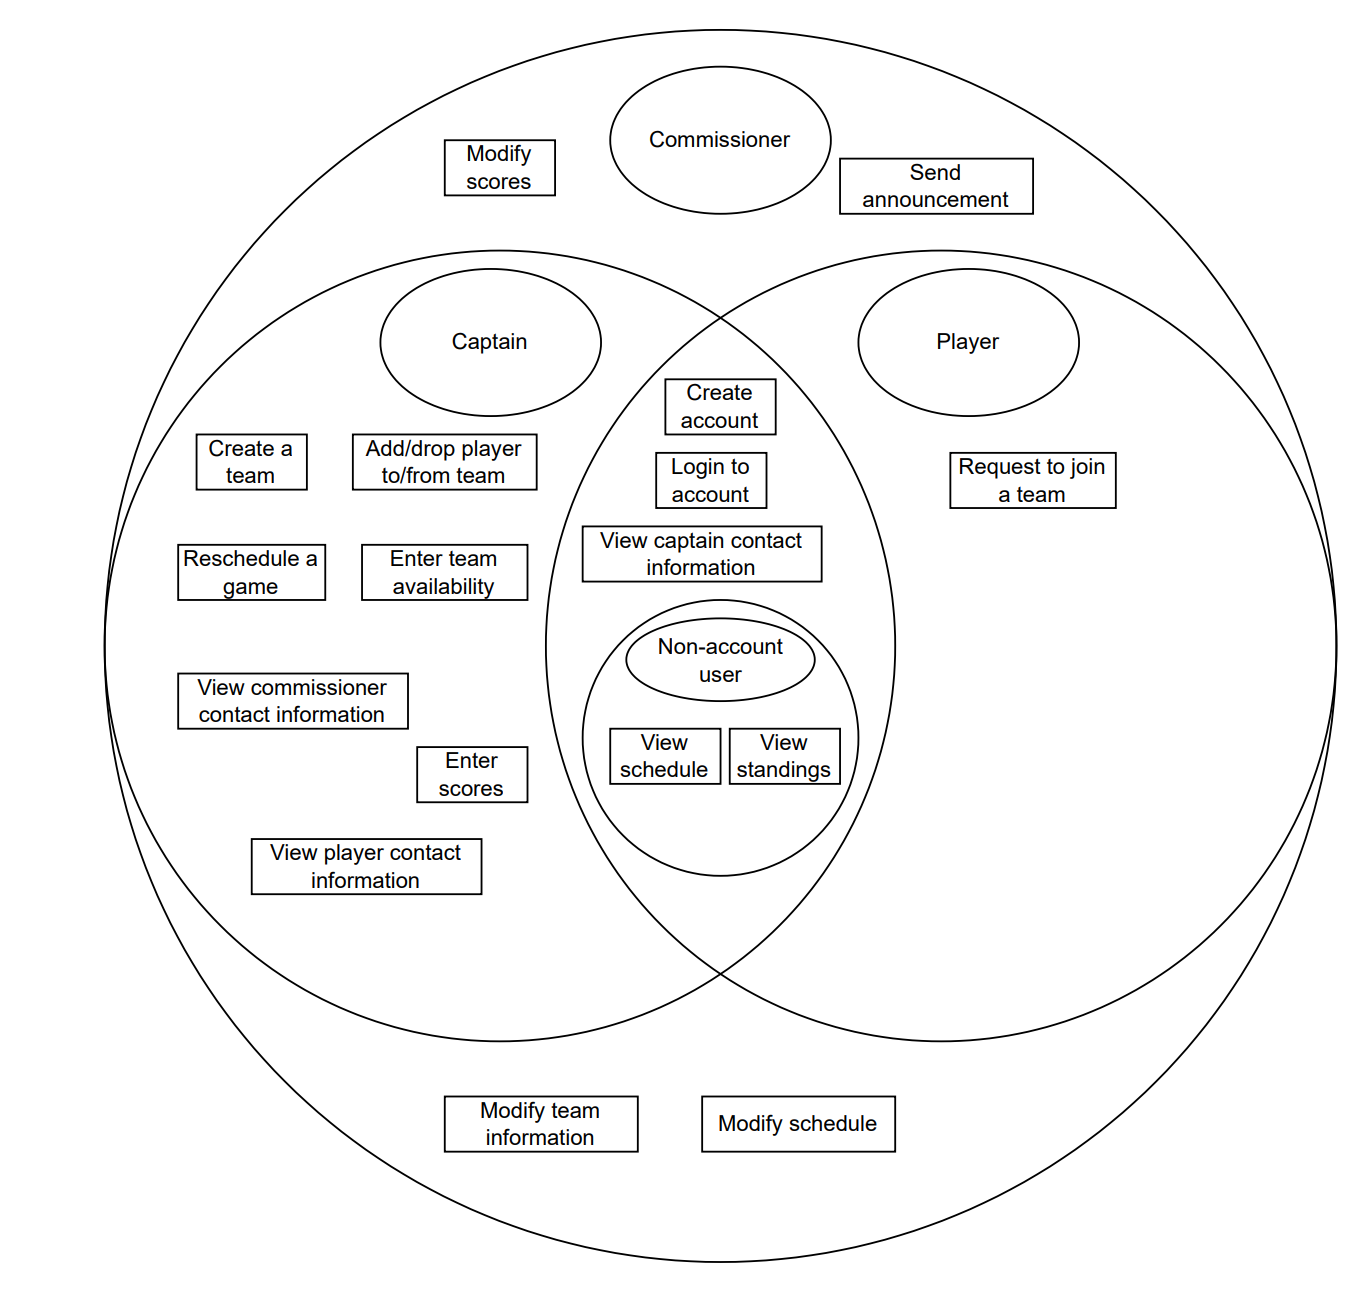 Commissioner
Modify
scores
Send
announcement
Captain
Player
Create
account
Create a
team
Add/drop player
to/from team
Login to
account
Request to join
a team
View captain contact
information
Reschedule a
game
Enter team
availability
Non-account
user
View commissioner
contact information
View
schedule
View
standings
Enter
scores
View player contact
information
Modify team
information
Modify schedule